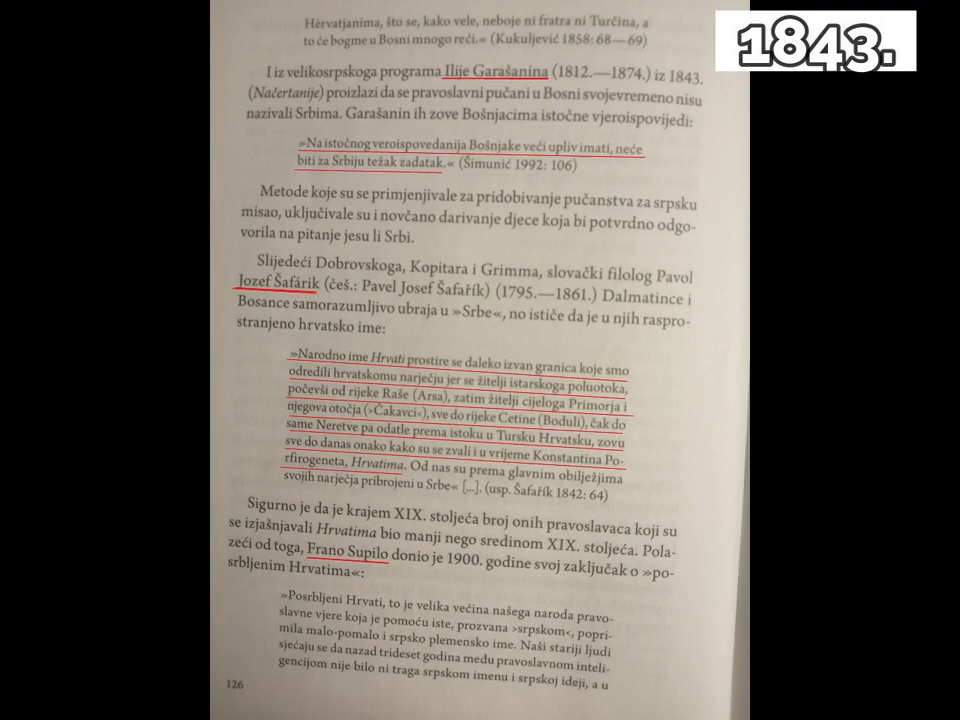 1843.
Hèrvatjanima, što se, kako vele, neboje ni fratra ni Turčina, a
to će bogme u Bosni mnogo reći.« (Kukuljević 1858: 68—69)
I iz velikosrpskoga programa Ilije Garašanina (1812.—1874.) iz 1843.
(Načertanije) proizlazi da se pravoslavni pučani u Bosni svojevremeno nisu
nazivali Srbima. Garašanin ih zove Bošnjacima istočne vjeroispovijedi:
»Na istočnog veroispovedanija Bošnjake veći upliv imati, neće
biti za Srbiju težak zadatak.« (Šimunić 1992: 106)
Metode koje su se primjenjivale za pridobivanje pučanstva za srpsku
misao, uključivale su i novčano darivanje djece koja bi potvrdno odgo-
vorila na pitanje jesu li Srbi.
Slijedeći Dobrovskoga, Kopitara i Grimma, slovački filolog Pavol
Jozef Šafárik (češ.: Pavel Josef Šafařík) (1795.—1861.) Dalmatince i
Bosance samorazumljivo ubraja u »Srbe«, no ističe da je u njih raspro-
stranjeno hrvatsko ime:
»Narodno ime Hrvati prostire se daleko izvan granica koje smo
odredili hrvatskomu narječju jer se žitelji istarskoga poluotoka,
počevši od rijeke Raše (Arsa), zatim žitelji cijeloga Primorja i
njegova otočja (›Čakavci‹), sve do rijeke Cetine (Boduli), čak do
same Neretve pa odatle prema istoku u Tursku Hrvatsku, zovu
sve do danas onako kako su se zvali i u vrijeme Konstantina Po-
rfirogeneta, Hrvatima. Od nas su prema glavnim obilježjima
svojih narječja pribrojeni u Srbe« [...]. (usp. Šafařík 1842: 64)
Sigurno je da je krajem XIX. stoljeća broj onih pravoslavaca koji su
se izjašnjavali Hrvatima bio manji nego sredinom XIX. stoljeća. Pola-
zeći od toga, Frano Supilo donio je 1900. godine svoj zaključak o »po-
srbljenim Hrvatima«:
»Posrbljeni Hrvati, to je velika većina našega naroda pravo-
slavne vjere koja je pomoću iste, prozvana ›srpskom‹, popri-
mila malo-pomalo i srpsko plemensko ime. Naši stariji ljudi
sjećaju se da nazad trideset godina među pravoslavnom inteli-
gencijom nije bilo ni traga srpskom imenu i srpskoj ideji, a u
126